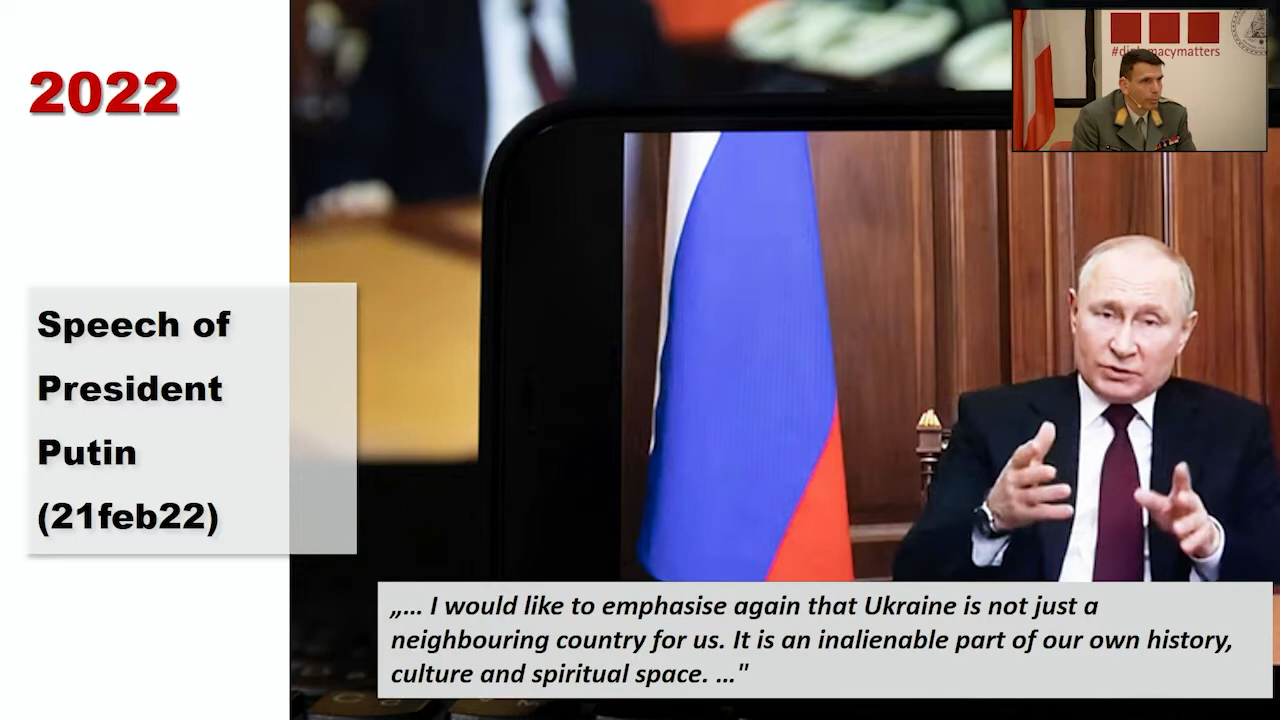 2022
#diplomacymatters
Speech of
President
Putin
(21feb22)
„… I would like to emphasise again that Ukraine is not just a
neighbouring country for us. It is an inalienable part of our own history,
culture and spiritual space. …"